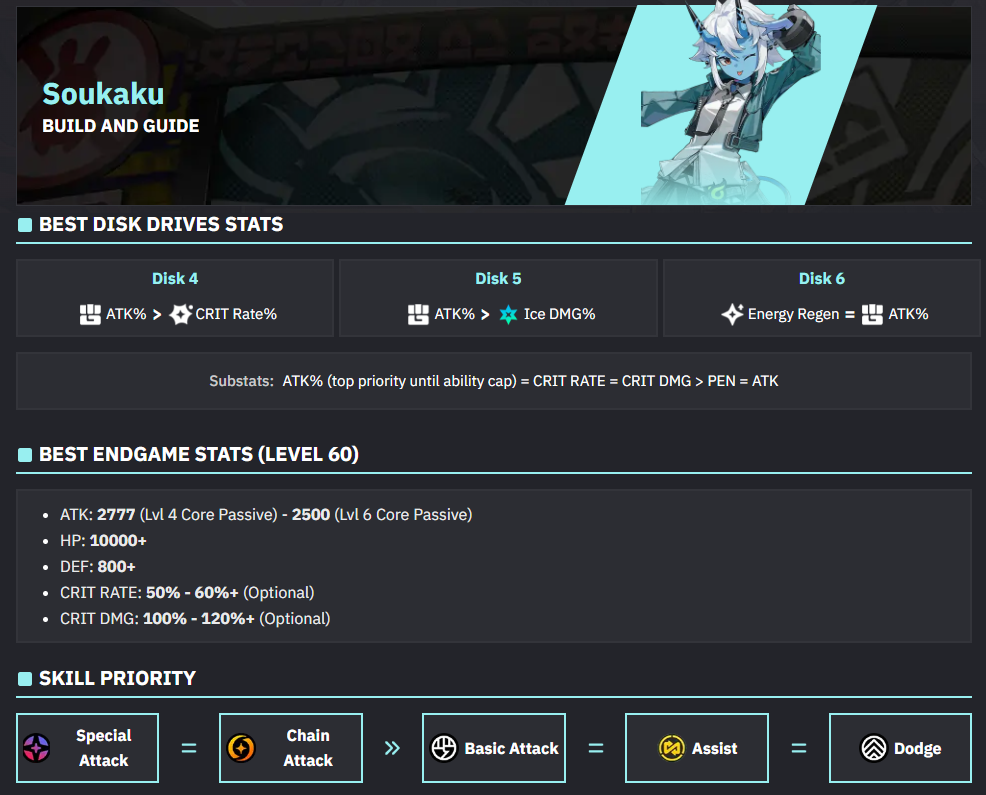 Soukaku
BUILD AND GUIDE
BEST DISK DRIVES STATS
Disk 4
ATK% > CRIT Rate%
Disk 5
ATK% > Ice DMG%
Disk 6
Energy Regen = ATK%
Substats: ATK% (top priority until ability cap) = CRIT RATE = CRIT DMG > PEN = ATK
BEST ENDGAME STATS (LEVEL 60)
• ATK: 2777 (Lvl 4 Core Passive) - 2500 (Lvl 6 Core Passive)
• HP: 10000+
• DEF: 800+
• CRIT RATE: 50% - 60%+ (Optional)
• CRIT DMG: 100% - 120%+ (Optional)
SKILL PRIORITY
Special
Attack
=
Chain
Attack
»
Basic Attack
=
Assist
=
Dodge